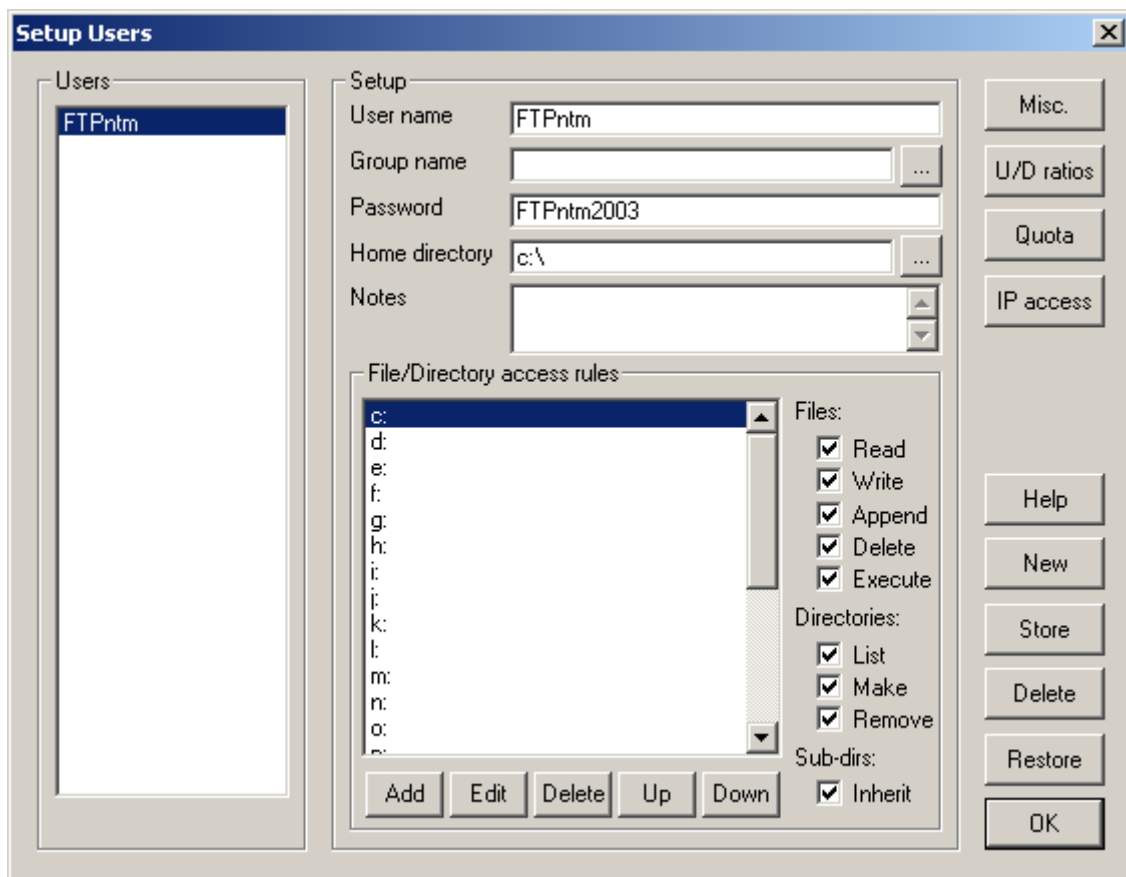 Setup Users
Users
FTPntm
Setup
User name
FTPntm
Group name
...
Password
FTPntm2003
Home directory
c:\
...
Notes
File/Directory access rules
c:
d:
e:
f:
g:
h:
i:
j:
k:
l:
m:
n:
o:
Add
Edit
Delete
Up
Down
Files:
Read
Write
Append
Delete
Execute
Directories:
List
Make
Remove
Sub-dirs:
Inherit
Misc.
U/D ratios
Quota
IP access
Help
New
Store
Delete
Restore
OK